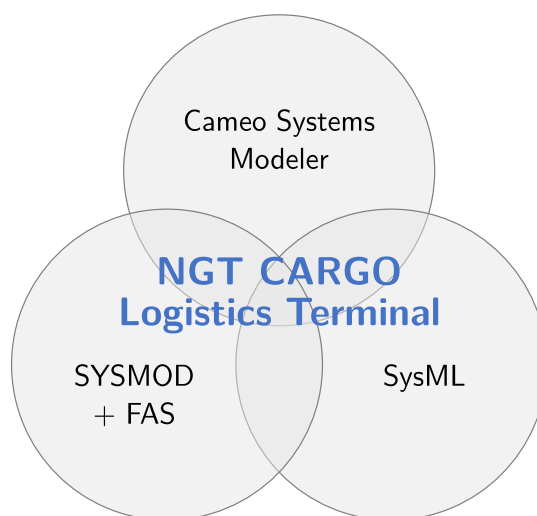 Cameo Systems
Modeler
NGT CARGO
Logistics Terminal
SYSMOD
+ FAS
SysML